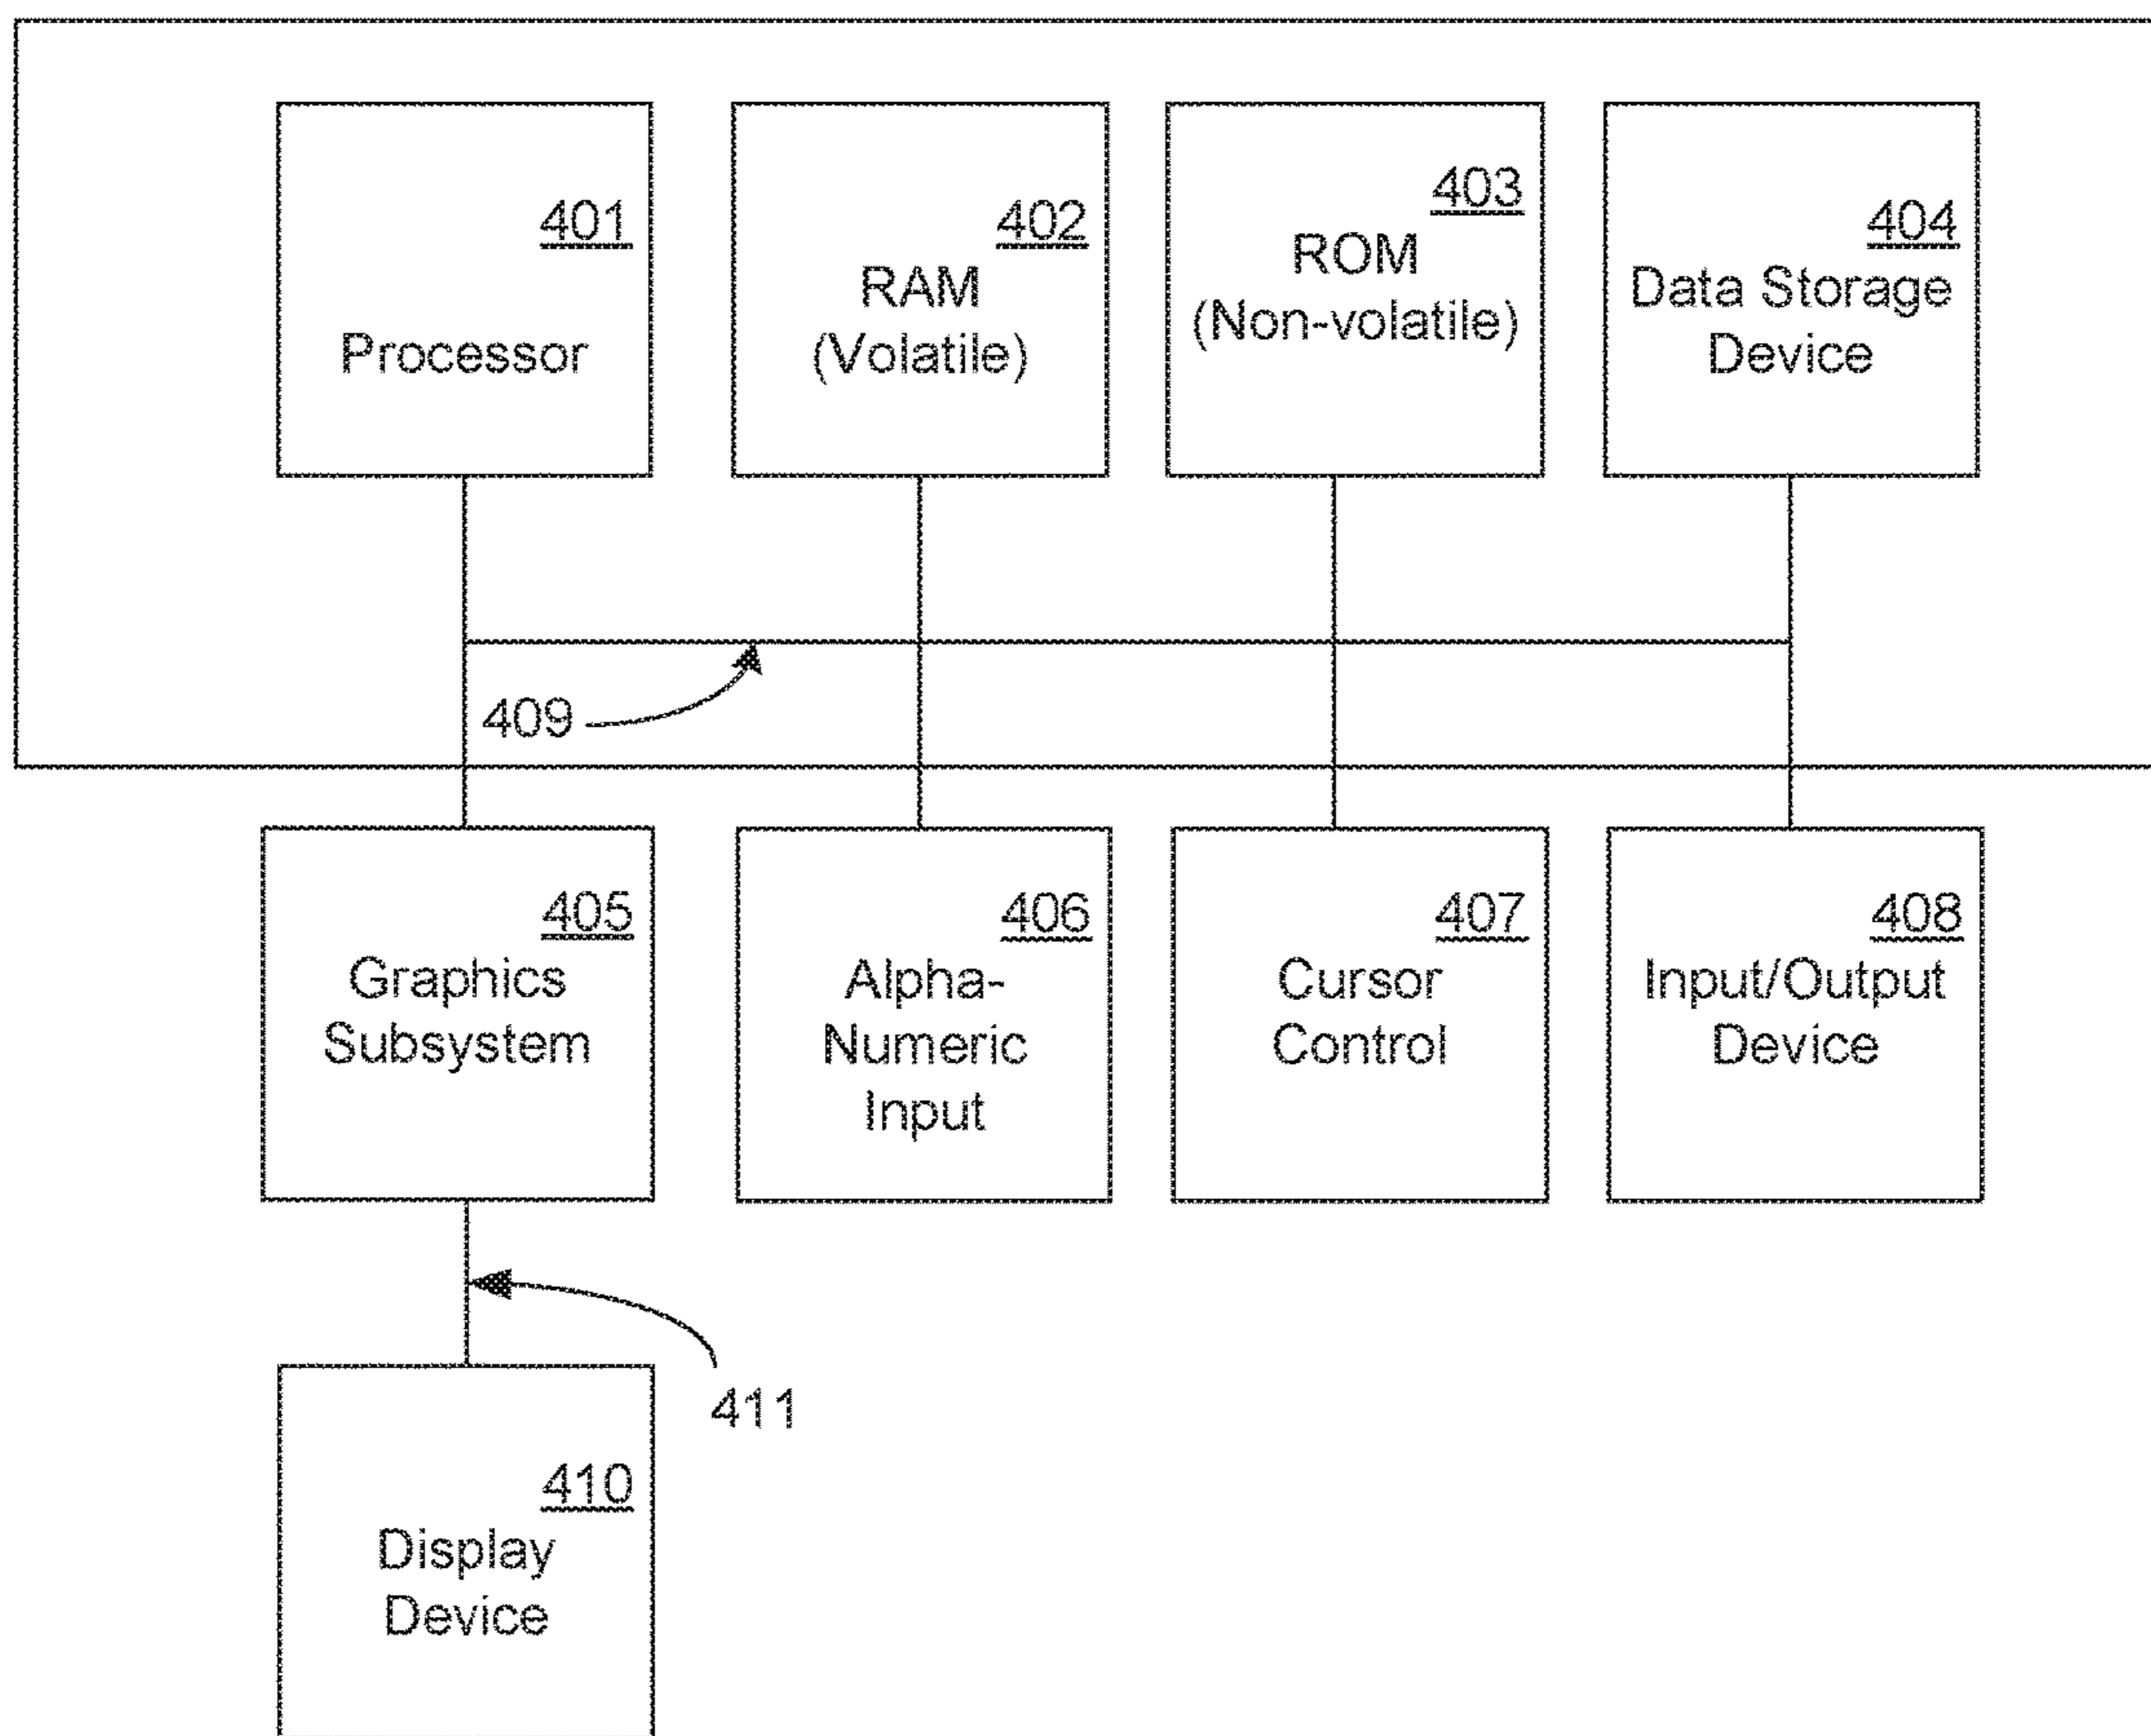 401
Processor
402
RAM
(Volatile)
403
ROM
(Non-volatile)
404
Data Storage
Device
409
405
Graphics
Subsystem
406
Alpha-
Numeric
Input
407
Cursor
Control
408
Input/Output
Device
411
410
Display
Device